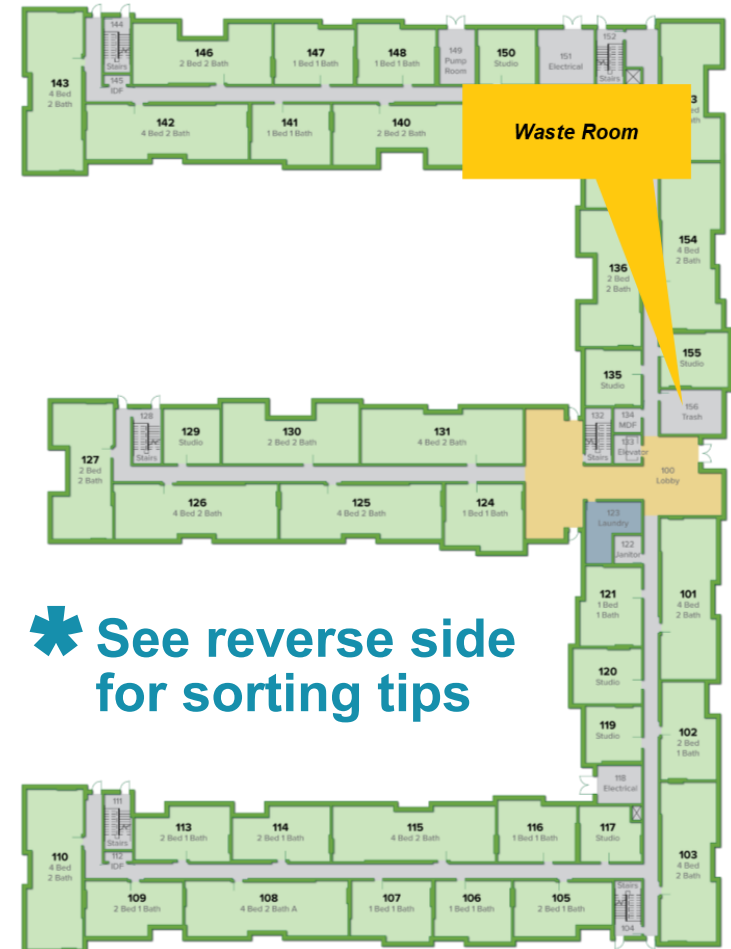 144
Stairs
145
IDF
143
4 Bed
2 Bath
146
2 Bed 2 Bath
147
1 Bed 1 Bath
148
1 Bed 1 Bath
149
Pump
Room
150
Studio
151
Electrical
152
Stairs
142
4 Bed 2 Bath
141
1 Bed 1 Bath
140
2 Bed 2 Bath
Waste Room
154
4 Bed
2 Bath
136
2 Bed
2 Bath
155
Studio
135
Studio
156
Trash
127
2 Bed
2 Bath
128
Stairs
129
Studio
130
2 Bed 2 Bath
131
4 Bed 2 Bath
132
Stairs
134
MDF
133
Elevator
100
Lobby
126
4 Bed 2 Bath
125
4 Bed 2 Bath
124
1 Bed 1 Bath
123
Laundry
122
Janitor
121
1 Bed
1 Bath
101
4 Bed
2 Bath
* See reverse side
for sorting tips
120
Studio
119
Studio
102
2 Bed
1 Bath
118
Electrical
110
4 Bed
2 Bath
111
Stairs
112
IDF
113
2 Bed 1 Bath
114
2 Bed 1 Bath
115
4 Bed 2 Bath
116
1 Bed 1 Bath
117
Studio
103
4 Bed
2 Bath
109
2 Bed 1 Bath
108
4 Bed 2 Bath A
107
1 Bed 1 Bath
106
1 Bed 1 Bath
105
2 Bed 1 Bath
Stairs
104